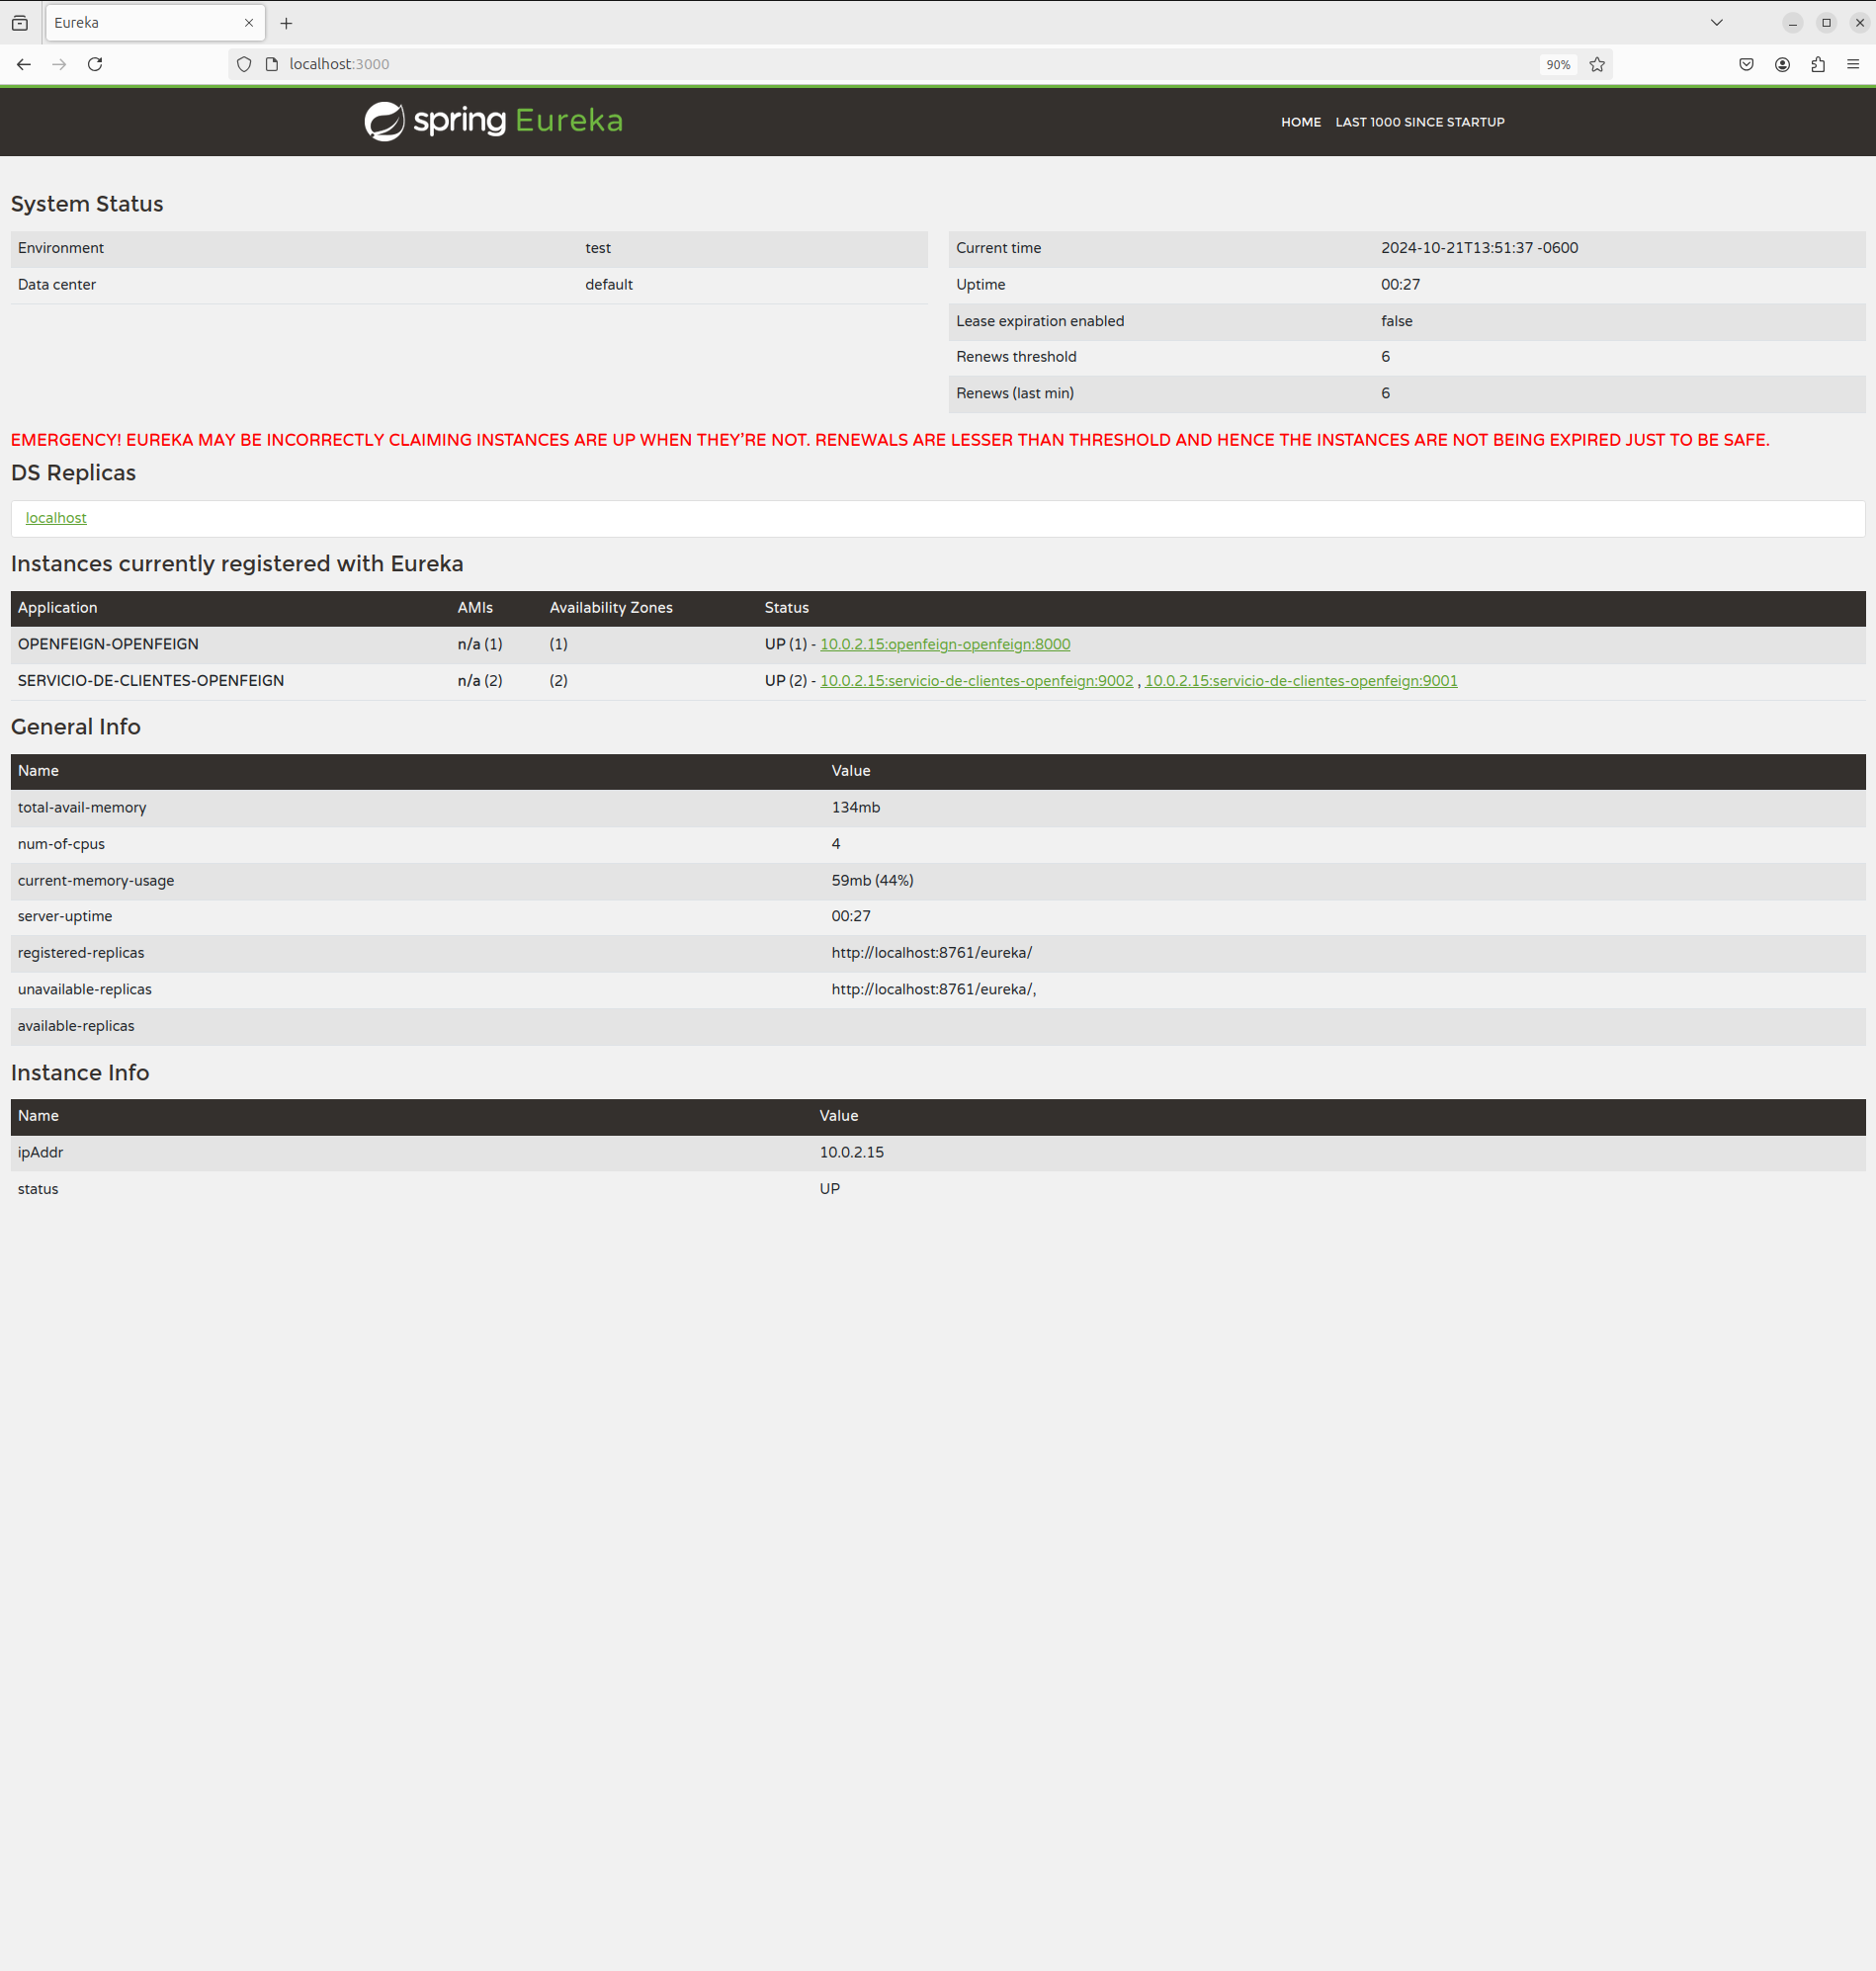 Eureka
localhost:3000
90%
spring Eureka
HOME LAST 1000 SINCE STARTUP
System Status
Environment test
Data center default
Current time 2024-10-21T13:51:37 -0600
Uptime 00:27
Lease expiration enabled false
Renews threshold 6
Renews (last min) 6
EMERGENCY! EUREKA MAY BE INCORRECTLY CLAIMING INSTANCES ARE UP WHEN THEY'RE NOT. RENEWALS ARE LESSER THAN THRESHOLD AND HENCE THE INSTANCES ARE NOT BEING EXPIRED JUST TO BE SAFE.
DS Replicas
localhost
Instances currently registered with Eureka
Application AMIs Availability Zones Status
OPENFEIGN-OPENFEIGN n/a (1) (1) UP (1) - 10.0.2.15:openfeign-openfeign:8000
SERVICIO-DE-CLIENTES-OPENFEIGN n/a (2) (2) UP (2) - 10.0.2.15:servicio-de-clientes-openfeign:9002 , 10.0.2.15:servicio-de-clientes-openfeign:9001
General Info
Name Value
total-avail-memory 134mb
num-of-cpus 4
current-memory-usage 59mb (44%)
server-uptime 00:27
registered-replicas http://localhost:8761/eureka/
unavailable-replicas http://localhost:8761/eureka/,
available-replicas
Instance Info
Name Value
ipAddr 10.0.2.15
status UP